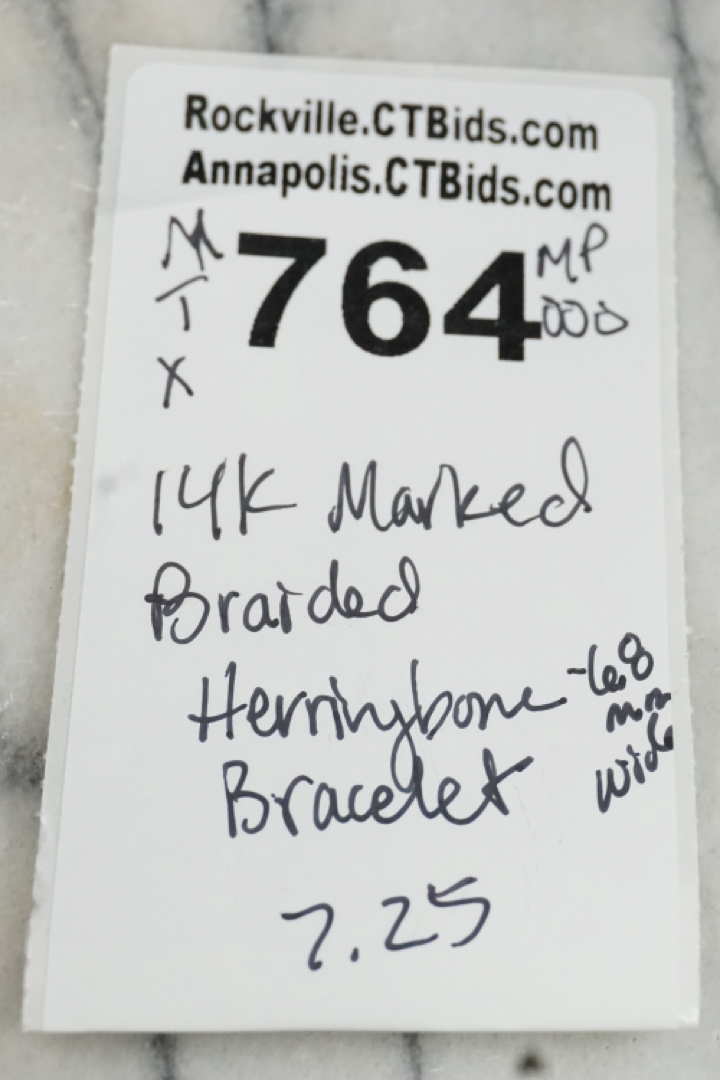 Rockville.CTBids.com
Annapolis.CTBids.com
M 764 MP
T 000
X
14K Marked
Braided
Herringbone -6.8
mm
Bracelet wide
7.25